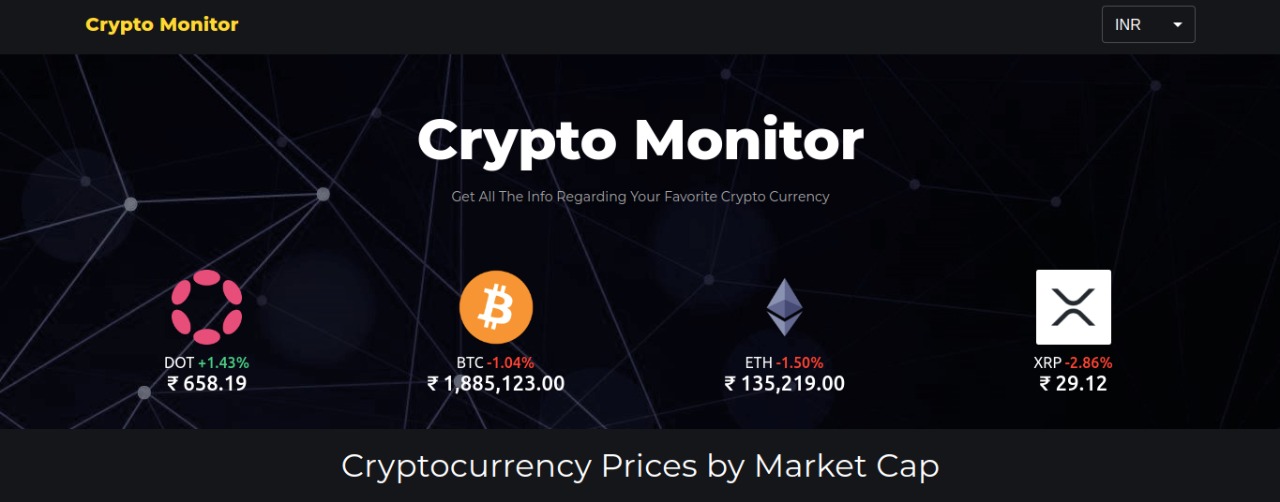 Crypto Monitor
INR
Crypto Monitor
Get All The Info Regarding Your Favorite Crypto Currency
DOT +1.43%
₹ 658.19
BTC -1.04%
₹ 1,885,123.00
ETH -1.50%
₹ 135,219.00
XRP -2.86%
₹ 29.12
Cryptocurrency Prices by Market Cap